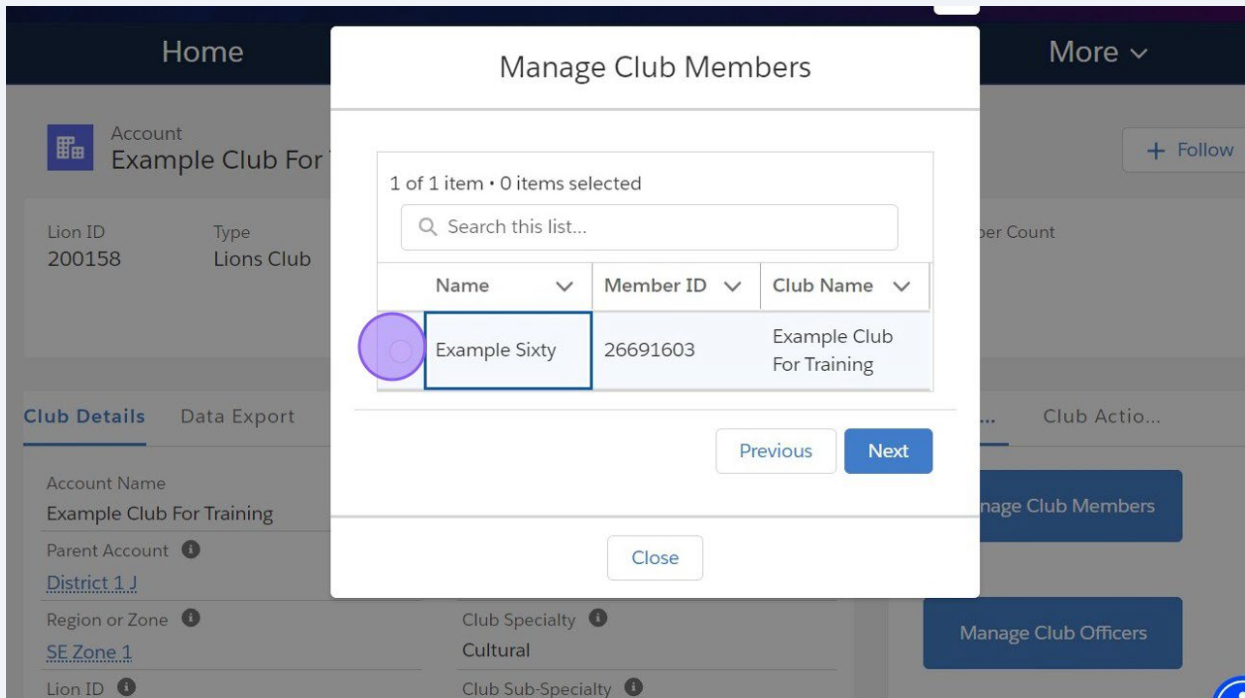 Home
More
Manage Club Members
Account
Example Club For
+ Follow
1 of 1 item • 0 items selected
Search this list...
Lion ID
Type
200158
Lions Club
Count
Name
Member ID
Club Name
Example Sixty
26691603
Example Club
For Training
Club Details
Data Export
...
Club Actio...
Previous
Next
Account Name
Example Club For Training
Club Members
Parent Account
District 1 J
Close
Region or Zone
SE Zone 1
Club Specialty
Cultural
Manage Club Officers
Lion ID
Club Sub-Specialty